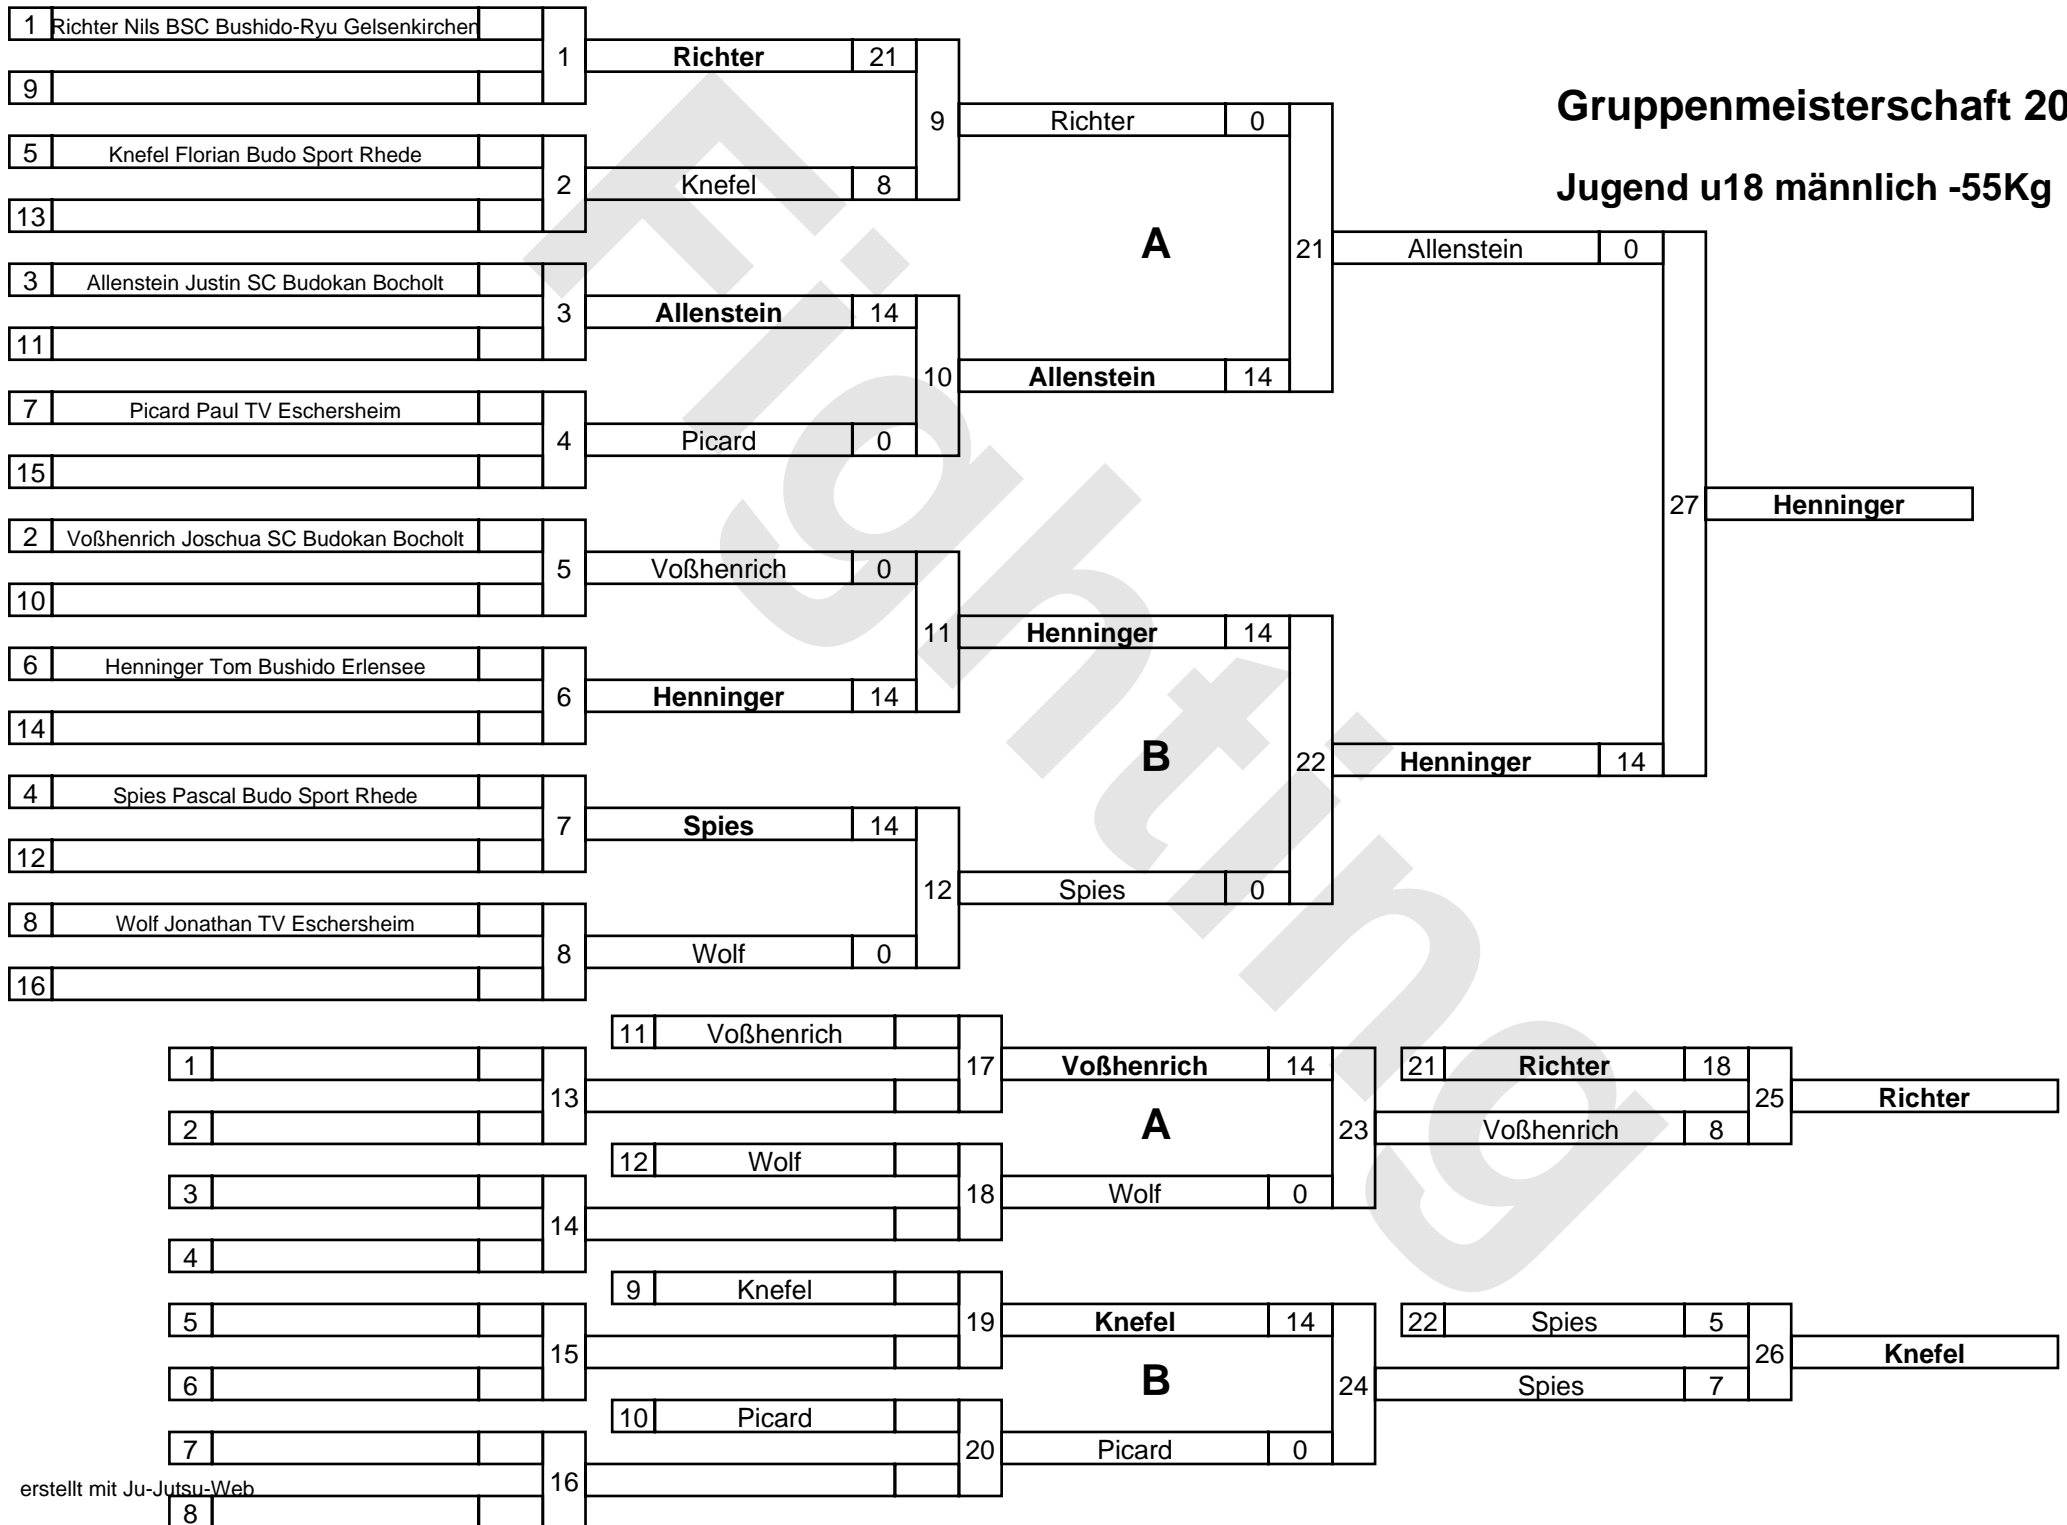 Gruppenmeisterschaft 20
Jugend u18 männlich -55Kg
1 Richter Nils BSC Bushido-Ryu Gelsenkirchen
1 Richter 21
9
9 Richter 0
5 Knefel Florian Budo Sport Rhede
2 Knefel 8
13
A
21 Allenstein 0
3 Allenstein Justin SC Budokan Bocholt
3 Allenstein 14
11
10 Allenstein 14
7 Picard Paul TV Eschersheim
4 Picard 0
15
27 Henninger
2 Voßhenrich Joschua SC Budokan Bocholt
5 Voßhenrich 0
10
11 Henninger 14
6 Henninger Tom Bushido Erlensee
6 Henninger 14
14
B
22 Henninger 14
4 Spies Pascal Budo Sport Rhede
7 Spies 14
12
12 Spies 0
8 Wolf Jonathan TV Eschersheim
8 Wolf 0
16
11 Voßhenrich
1
17 Voßhenrich 14
21 Richter 18
13
25 Richter
2
A
23 Voßhenrich 8
12 Wolf
3
18 Wolf 0
14
4
9 Knefel
5
19 Knefel 14
22 Spies 5
15
26 Knefel
6
B
24 Spies 7
10 Picard
7
20 Picard 0
16
erstellt mit Ju-Jutsu-Web
8
Fighting